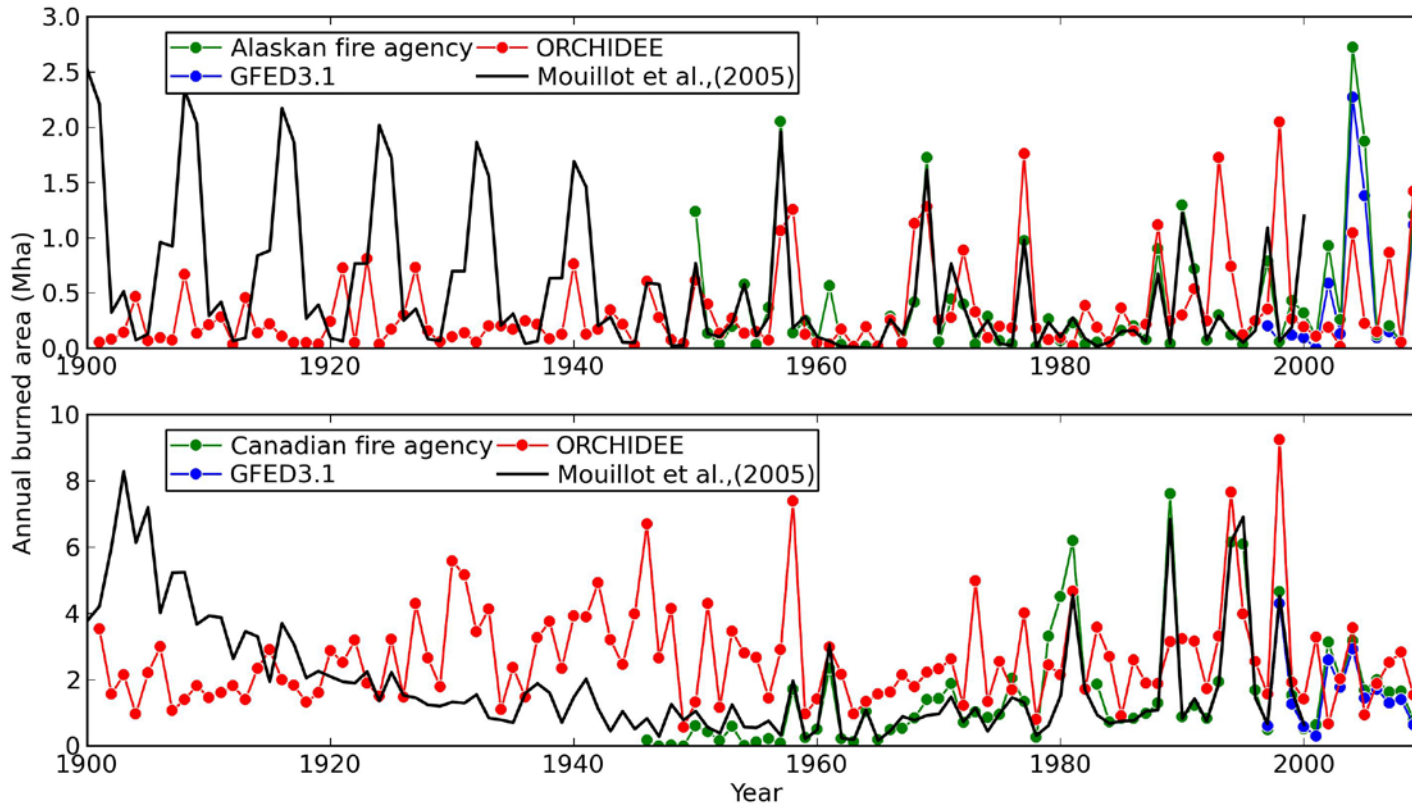 3.0
2.5
2.0
1.5
1.0
0.5
0.0
Alaskan fire agency ORCHIDEE
GFED3.1 Mouillot et al.,(2005)
1900 1920 1940 1960 1980 2000
Annual burned area (Mha)
10
8
6
4
2
0
Canadian fire agency ORCHIDEE
GFED3.1 Mouillot et al.,(2005)
1900 1920 1940 1960 1980 2000
Year